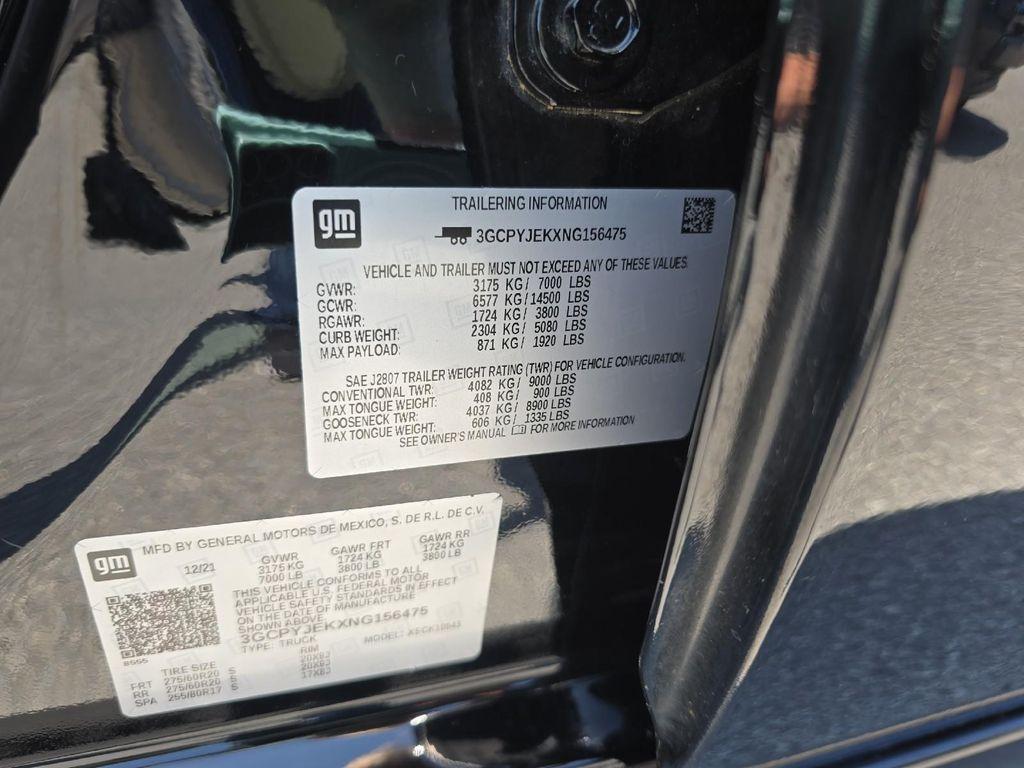 gm
TRAILERING INFORMATION
3GCPYJEKXNG156475
VEHICLE AND TRAILER MUST NOT EXCEED ANY OF THESE VALUES.
GVWR: 3175 KG / 7000 LBS
GCWR: 6577 KG / 14500 LBS
RGAWR: 1724 KG / 3800 LBS
CURB WEIGHT: 2304 KG / 5080 LBS
MAX PAYLOAD: 871 KG / 1920 LBS
SAE J2807 TRAILER WEIGHT RATING (TWR) FOR VEHICLE CONFIGURATION.
CONVENTIONAL TWR: 4082 KG / 9000 LBS
MAX TONGUE WEIGHT: 408 KG / 900 LBS
GOOSENECK TWR: 4037 KG / 8900 LBS
MAX TONGUE WEIGHT: 606 KG / 1335 LBS
SEE OWNER'S MANUAL FOR MORE INFORMATION
gm
MFD BY GENERAL MOTORS DE MEXICO, S. DE R.L. DE C.V.
12/21 GVWR GAWR FRT GAWR RR
3175 KG 1724 KG 1724 KG
7000 LB 3800 LB 3800 LB
THIS VEHICLE CONFORMS TO ALL
APPLICABLE U.S. FEDERAL MOTOR
VEHICLE SAFETY STANDARDS IN EFFECT
ON THE DATE OF MANUFACTURE
SHOWN ABOVE.
3GCPYJEKXNG156475
TYPE: TRUCK MODEL:
TIRE SIZE RIM
FRT 275/60R20 S 20X9J
RR 275/60R20 S 20X9J
SPA 255/80R17 S